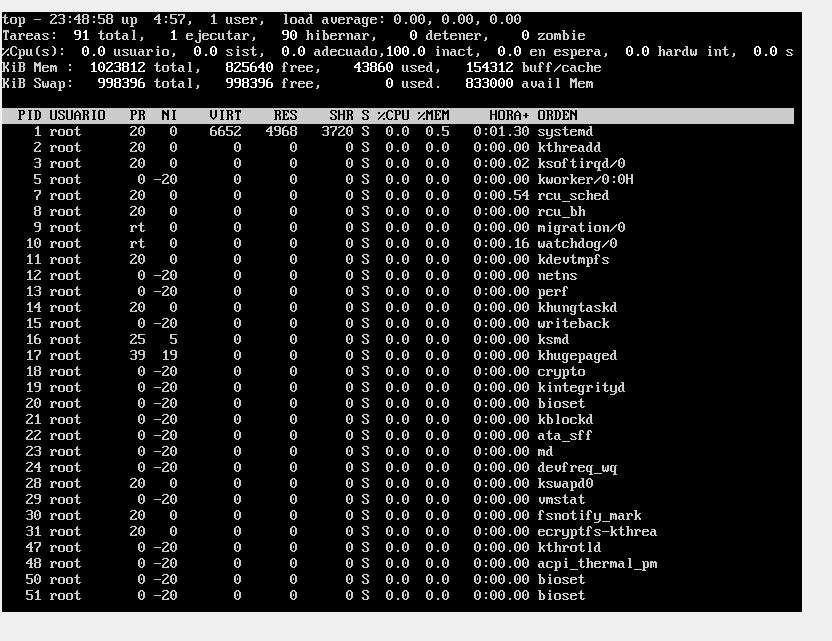 top - 23:48:58 up  4:57,  1 user,  load average: 0.00, 0.00, 0.00
Tareas:  91 total,   1 ejecutar,   90 hibernar,    0 detener,    0 zombie
%Cpu(s):  0.0 usuario,  0.0 sist,  0.0 adecuado,100.0 inact,  0.0 en espera,  0.0 hardw int,  0.0 s
KiB Mem :  1023812 total,   825640 free,    43860 used,   154312 buff/cache
KiB Swap:   998396 total,   998396 free,        0 used.   833000 avail Mem
PID USUARIO PR NI VIRT RES SHR S %CPU %MEM HORA+ ORDEN
1 root 20 0 6652 4968 3720 S 0.0 0.5 0:01.30 systemd
2 root 20 0 0 0 0 S 0.0 0.0 0:00.00 kthreadd
3 root 20 0 0 0 0 S 0.0 0.0 0:00.02 ksoftirqd/0
5 root 0 -20 0 0 0 S 0.0 0.0 0:00.00 kworker/0:0H
7 root 20 0 0 0 0 S 0.0 0.0 0:00.54 rcu_sched
8 root 20 0 0 0 0 S 0.0 0.0 0:00.00 rcu_bh
9 root rt 0 0 0 0 S 0.0 0.0 0:00.00 migration/0
10 root rt 0 0 0 0 S 0.0 0.0 0:00.16 watchdog/0
11 root 20 0 0 0 0 S 0.0 0.0 0:00.00 kdevtmpfs
12 root 0 -20 0 0 0 S 0.0 0.0 0:00.00 netns
13 root 0 -20 0 0 0 S 0.0 0.0 0:00.00 perf
14 root 20 0 0 0 0 S 0.0 0.0 0:00.00 khungtaskd
15 root 0 -20 0 0 0 S 0.0 0.0 0:00.00 writeback
16 root 25 5 0 0 0 S 0.0 0.0 0:00.00 ksmd
17 root 39 19 0 0 0 S 0.0 0.0 0:00.00 khugepaged
18 root 0 -20 0 0 0 S 0.0 0.0 0:00.00 crypto
19 root 0 -20 0 0 0 S 0.0 0.0 0:00.00 kintegrityd
20 root 0 -20 0 0 0 S 0.0 0.0 0:00.00 bioset
21 root 0 -20 0 0 0 S 0.0 0.0 0:00.00 kblockd
22 root 0 -20 0 0 0 S 0.0 0.0 0:00.00 ata_sff
23 root 0 -20 0 0 0 S 0.0 0.0 0:00.00 md
24 root 0 -20 0 0 0 S 0.0 0.0 0:00.00 devfreq_wq
28 root 20 0 0 0 0 S 0.0 0.0 0:00.00 kswapd0
29 root 0 -20 0 0 0 S 0.0 0.0 0:00.00 vmstat
30 root 20 0 0 0 0 S 0.0 0.0 0:00.00 fsnotify_mark
31 root 20 0 0 0 0 S 0.0 0.0 0:00.00 ecryptfs-kthrea
47 root 0 -20 0 0 0 S 0.0 0.0 0:00.00 kthrotld
48 root 0 -20 0 0 0 S 0.0 0.0 0:00.00 acpi_thermal_pm
50 root 0 -20 0 0 0 S 0.0 0.0 0:00.00 bioset
51 root 0 -20 0 0 0 S 0.0 0.0 0:00.00 bioset